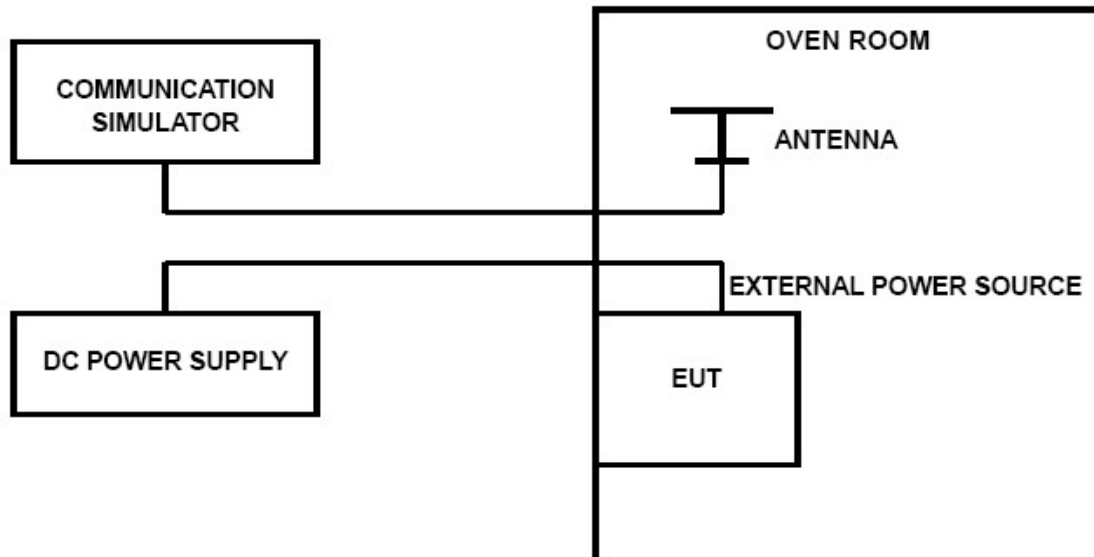 OVEN ROOM
COMMUNICATION
SIMULATOR
ANTENNA
EXTERNAL POWER SOURCE
DC POWER SUPPLY
EUT